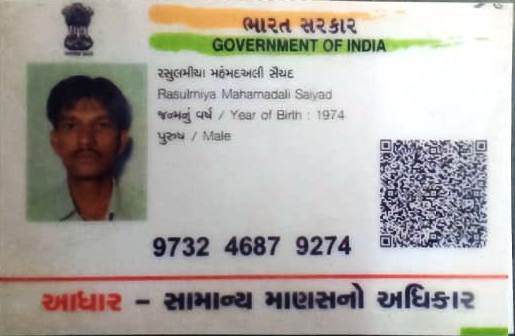 ભારત સરકાર
GOVERNMENT OF INDIA
રસુલમીયા મહંમદઅલી સૈયદ
Rasulmiya Mahamadali Saiyad
જન્મનું વર્ષ / Year of Birth : 1974
પુરુષ / Male
9732 4687 9274
આધાર – સામાન્ય માણસનો અધિકાર